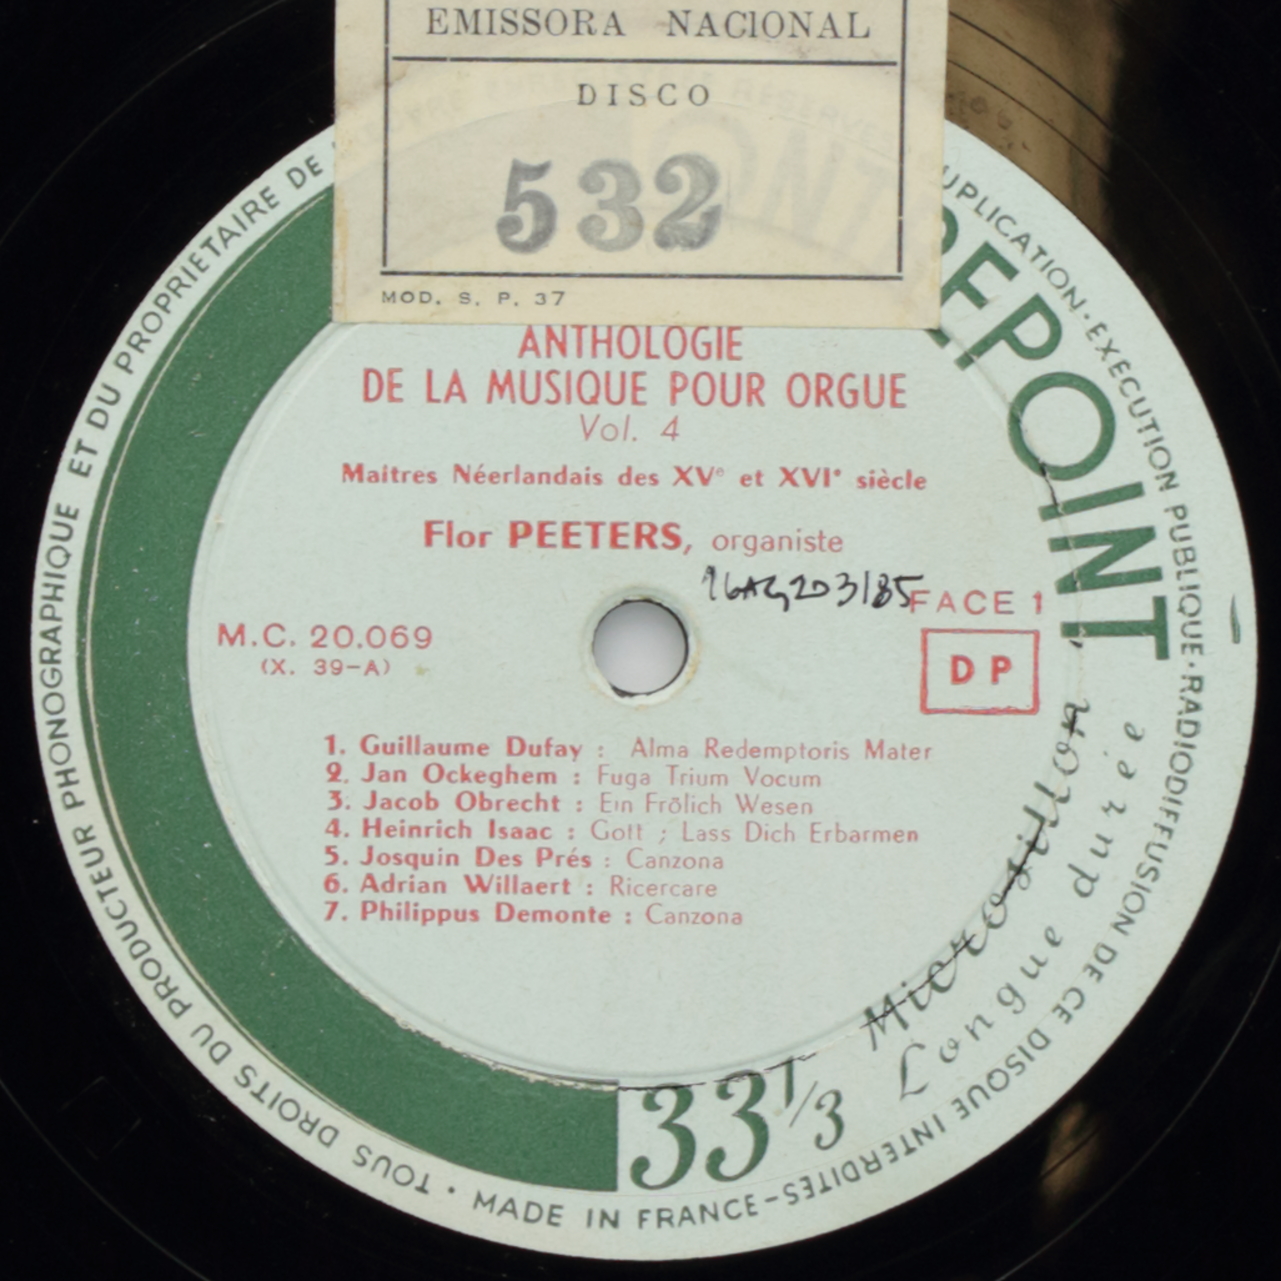 EMISSORA NACIONAL
DISCO
532
MOD. S. P. 37
ANTHOLOGIE
DE LA MUSIQUE POUR ORGUE
Vol. 4
Maitres Néerlandais des XVe et XVIe siècle
Flor PEETERS, organiste
16AG203185
M.C. 20.069
(X. 39-A)
FACE 1
DP
1. Guillaume Dufay : Alma Redemptoris Mater
2. Jan Ockeghem : Fuga Trium Vocum
3. Jacob Obrecht : Ein Frölich Wesen
4. Heinrich Isaac : Gott ; Lass Dich Erbarmen
5. Josquin Des Prés : Canzona
6. Adrian Willaert : Ricercare
7. Philippus Demonte : Canzona
EPOINT
Microsillon
Longue durée
33 1/3
TOUS DROITS DU PRODUCTEUR PHONOGRAPHIQUE ET DU PROPRIETAIRE DE
UPLICATION·EXECUTION PUBLIQUE·RADIODIFFUSION DE CE DISQUE INTERDITES-MADE IN FRANCE